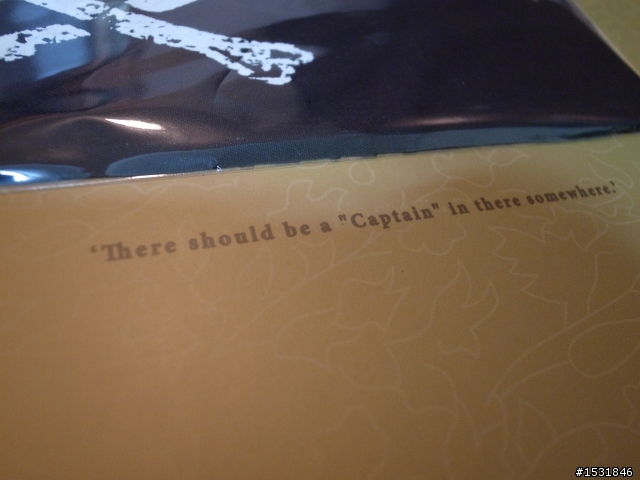 ‘There should be a "Captain" in there somewhere.’
#1531846